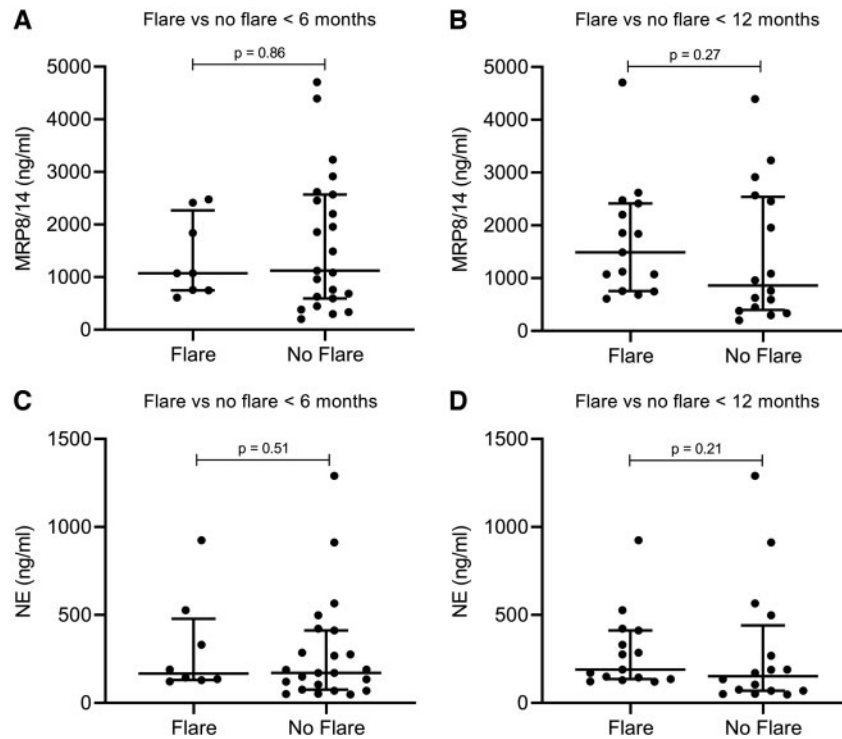 A
Flare vs no flare < 6 months
p = 0.86
MRP8/14 (ng/ml)
5000
4000
3000
2000
1000
0
Flare
No Flare
B
Flare vs no flare < 12 months
p = 0.27
MRP8/14 (ng/ml)
5000
4000
3000
2000
1000
0
Flare
No Flare
C
Flare vs no flare < 6 months
p = 0.51
NE (ng/ml)
1500
1000
500
0
Flare
No Flare
D
Flare vs no flare < 12 months
p = 0.21
NE (ng/ml)
1500
1000
500
0
Flare
No Flare